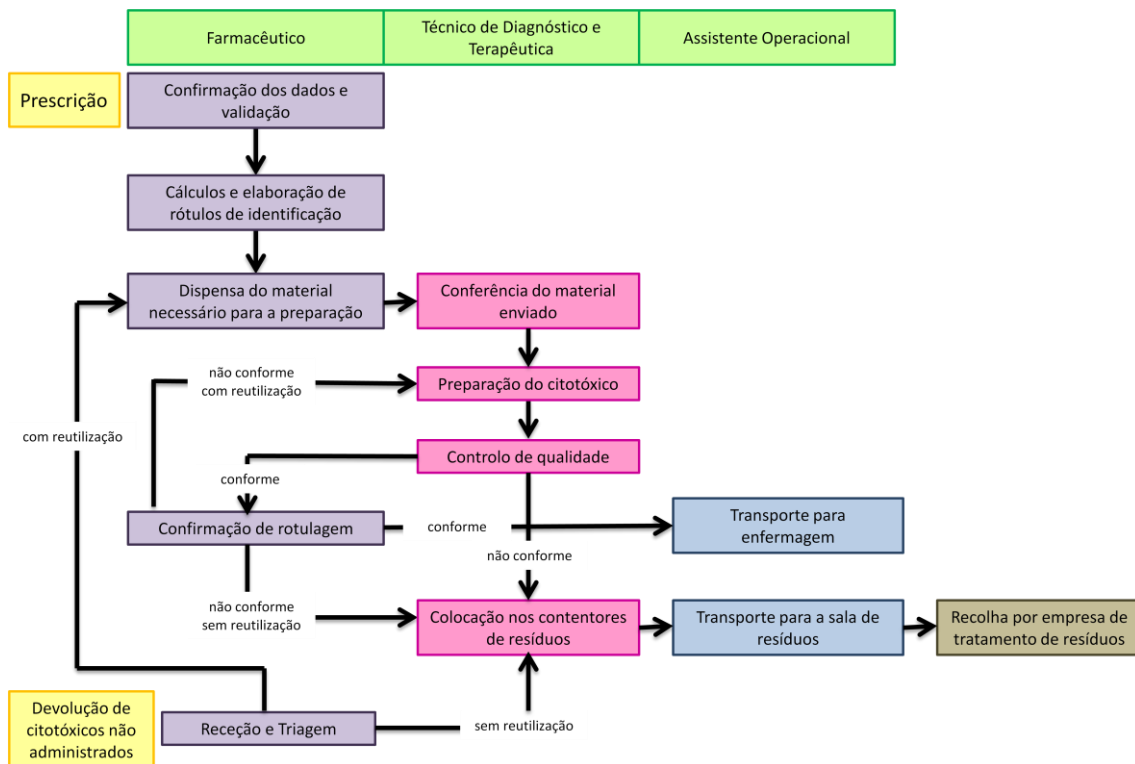 Farmacêutico
Técnico de Diagnóstico e
Terapêutica
Assistente Operacional
Prescrição
Confirmação dos dados e
validação
Cálculos e elaboração de
rótulos de identificação
Dispensa do material
necessário para a preparação
Conferência do material
enviado
não conforme
com reutilização
Preparação do citotóxico
com reutilização
Controlo de qualidade
conforme
Confirmação de rotulagem
conforme
Transporte para
enfermagem
não conforme
não conforme
sem reutilização
Colocação nos contentores
de resíduos
Transporte para a sala de
resíduos
Recolha por empresa de
tratamento de resíduos
Devolução de
citotóxicos não
administrados
Receção e Triagem
sem reutilização